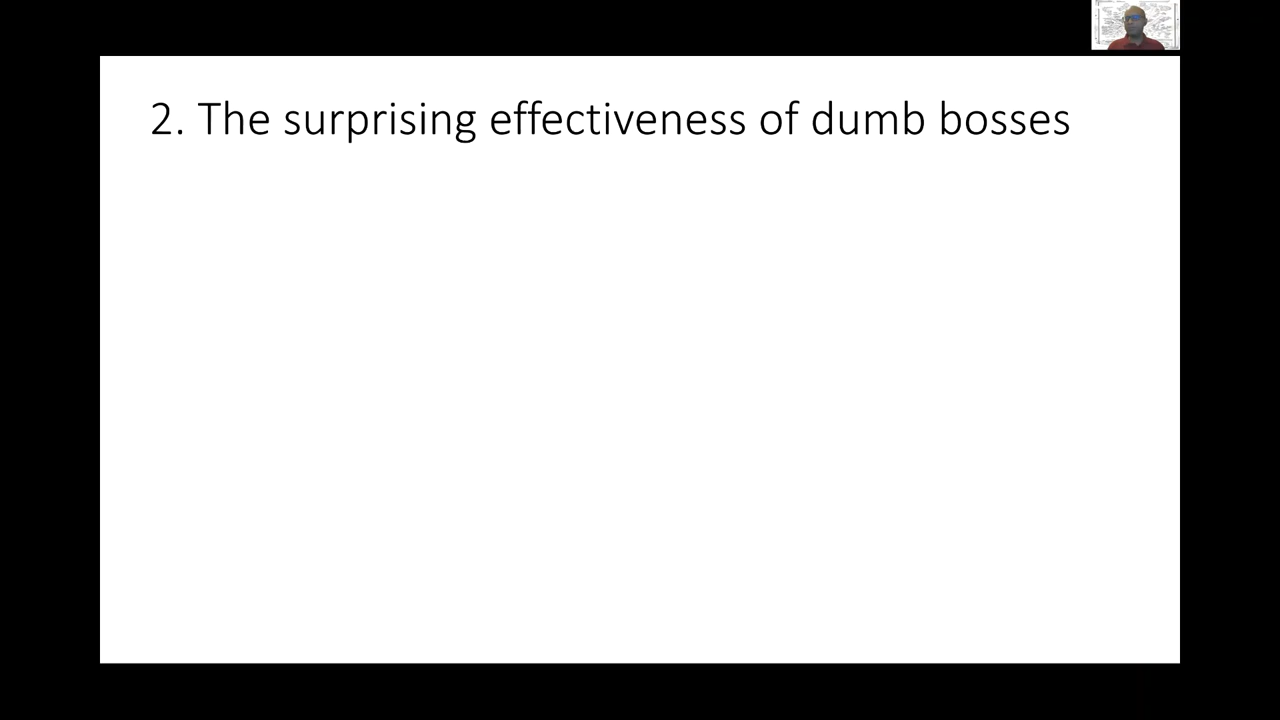 2. The surprising effectiveness of dumb bosses